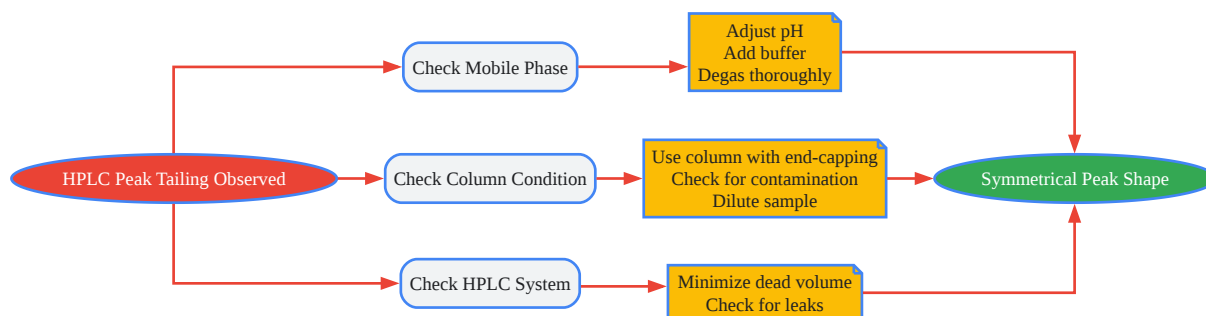 Adjust pH
Add buffer
Degas thoroughly
Check Mobile Phase
HPLC Peak Tailing Observed
Check Column Condition
Use column with end-capping
Check for contamination
Dilute sample
Symmetrical Peak Shape
Check HPLC System
Minimize dead volume
Check for leaks